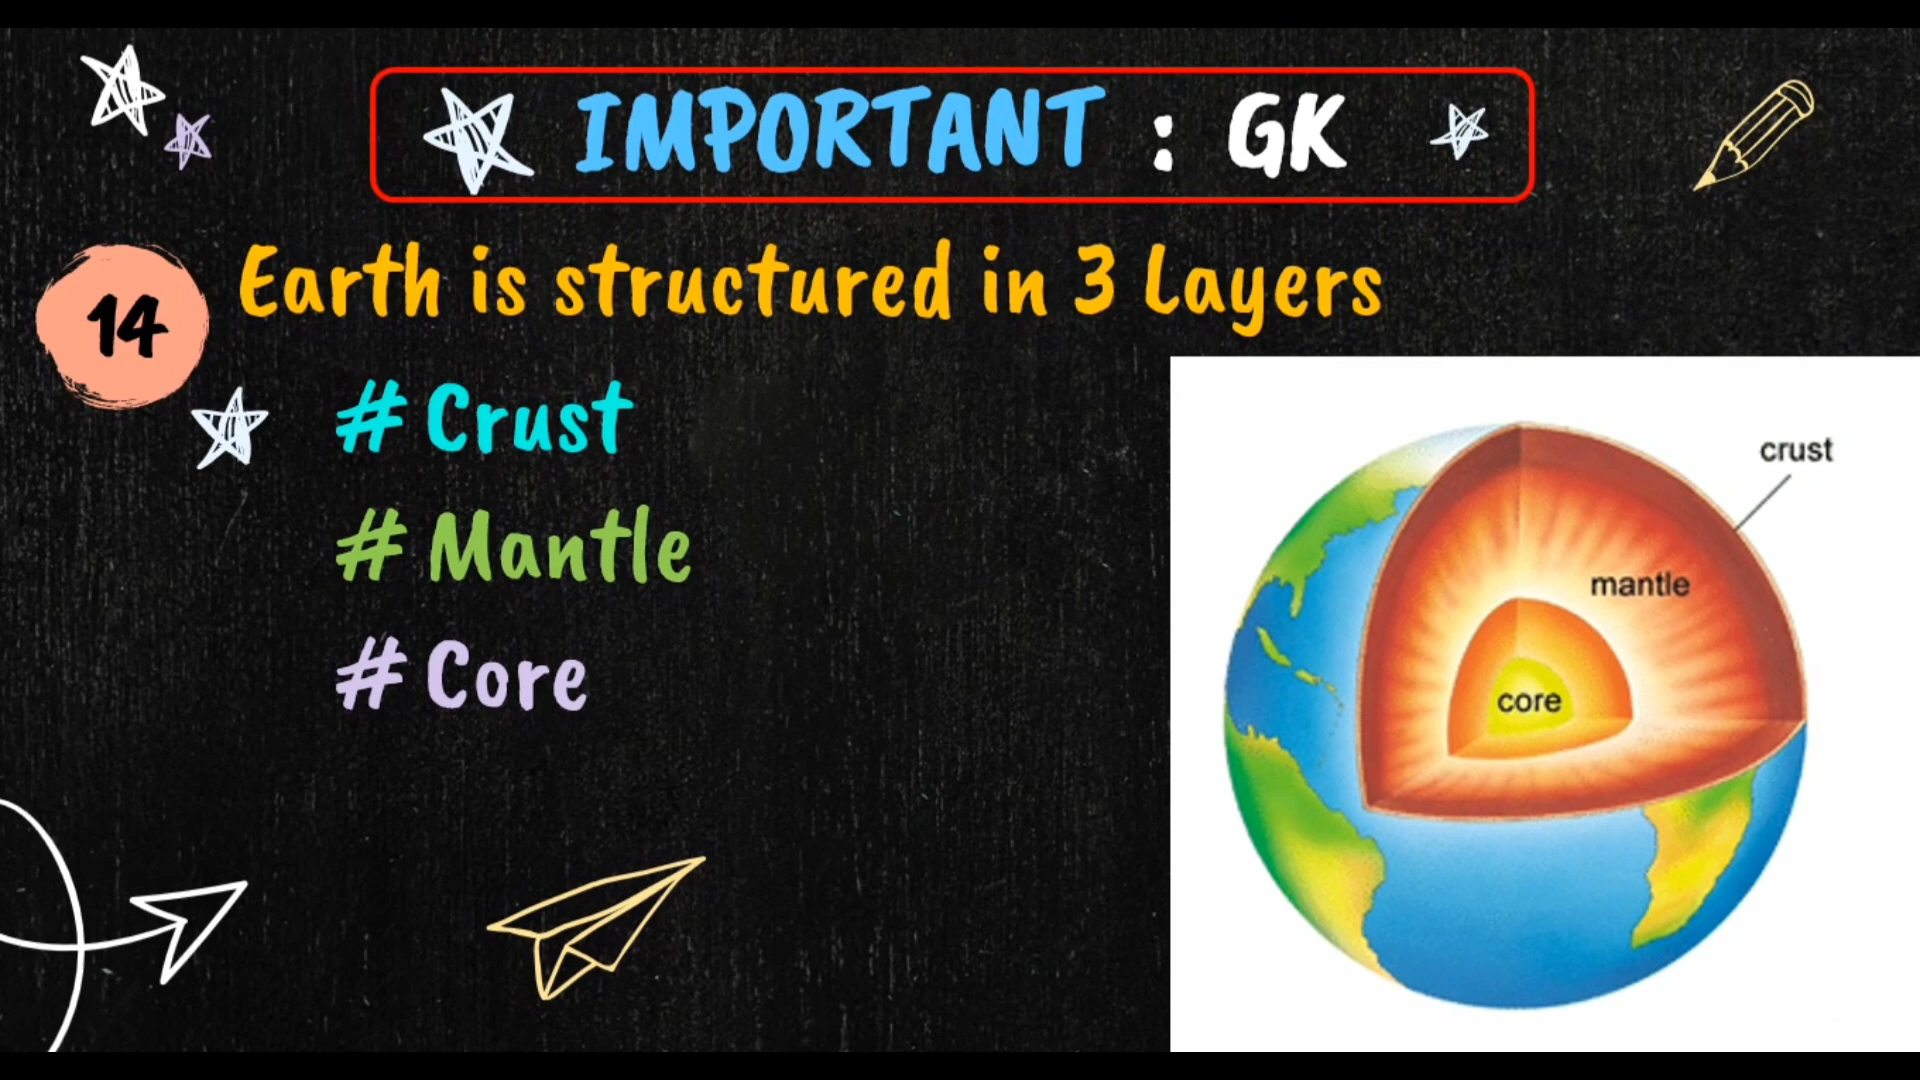 IMPORTANT : GK
14
Earth is structured in 3 Layers
# Crust
# Mantle
# Core
crust
mantle
core